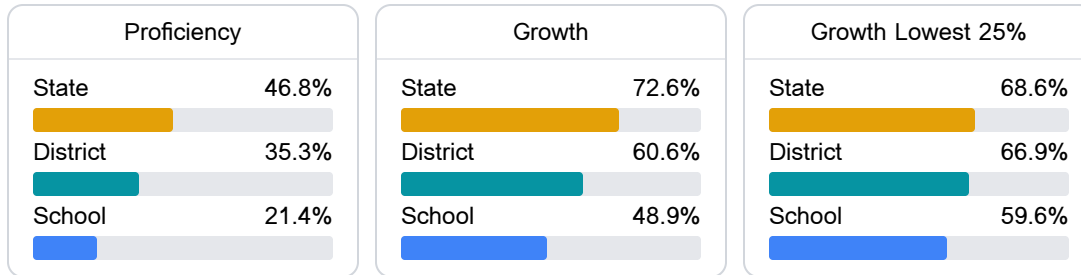 Proficiency
State 46.8%
District 35.3%
School 21.4%
Growth
State 72.6%
District 60.6%
School 48.9%
Growth Lowest 25%
State 68.6%
District 66.9%
School 59.6%